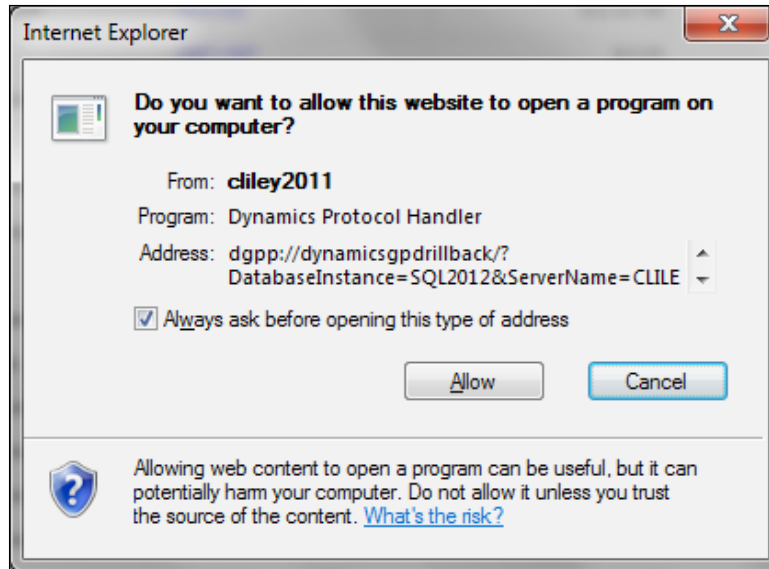 Internet Explorer
Do you want to allow this website to open a program on
your computer?
From: cliley2011
Program: Dynamics Protocol Handler
Address: dgpp://dynamicsgpdrillback/?
DatabaseInstance=SQL2012&ServerName=CLILE
Always ask before opening this type of address
Allow Cancel
Allowing web content to open a program can be useful, but it can
potentially harm your computer. Do not allow it unless you trust
the source of the content. What's the risk?